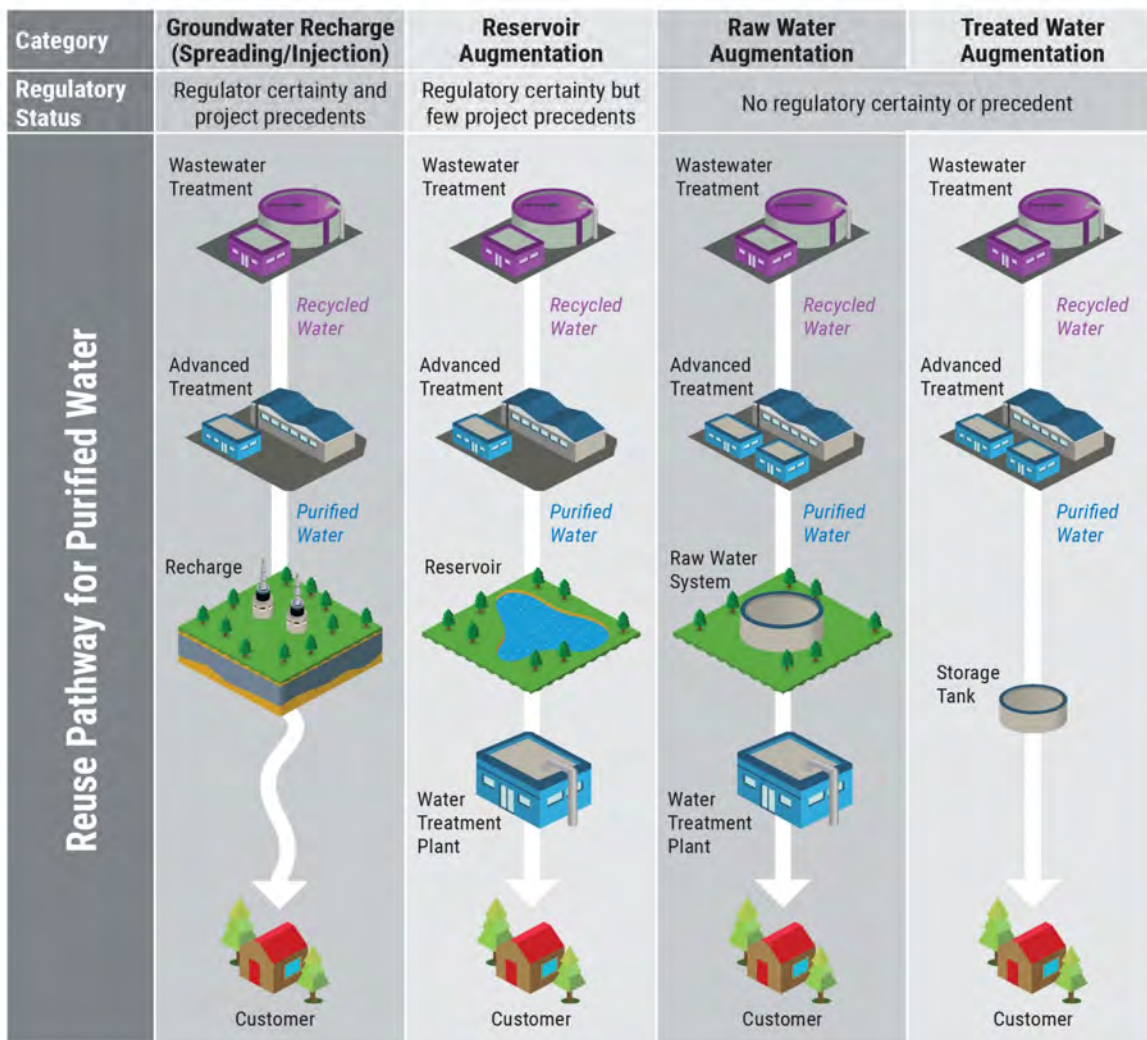 Category
Groundwater Recharge
(Spreading/Injection)
Reservoir
Augmentation
Raw Water
Augmentation
Treated Water
Augmentation
Regulatory
Status
Regulator certainty and
project precedents
Regulatory certainty but
few project precedents
No regulatory certainty or precedent
Reuse Pathway for Purified Water
Wastewater
Treatment
Recycled
Water
Advanced
Treatment
Purified
Water
Recharge
Customer
Wastewater
Treatment
Recycled
Water
Advanced
Treatment
Purified
Water
Reservoir
Water
Treatment
Plant
Customer
Wastewater
Treatment
Recycled
Water
Advanced
Treatment
Purified
Water
Raw Water
System
Water
Treatment
Plant
Customer
Wastewater
Treatment
Recycled
Water
Advanced
Treatment
Purified
Water
Storage
Tank
Customer